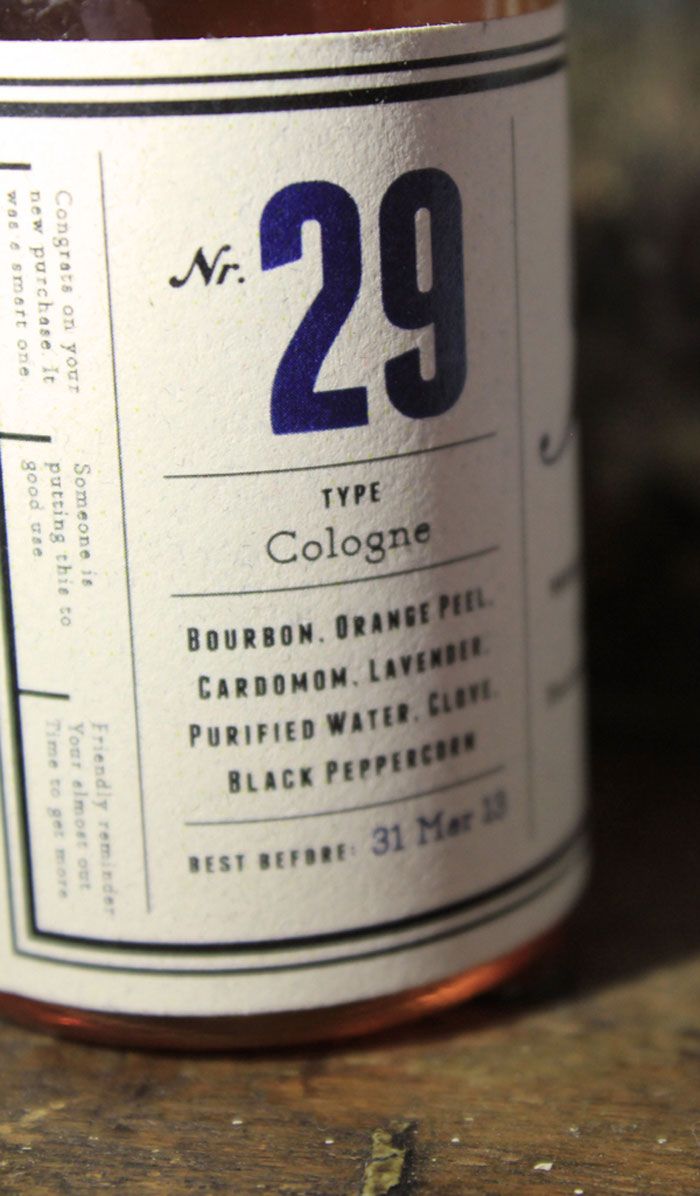 Nr. 29
TYPE
Cologne
BOURBON, ORANGE PEEL,
CARDOMOM, LAVENDER,
PURIFIED WATER, CLOVE,
BLACK PEPPERCORN
BEST BEFORE: 31 Mar 13
Congrats on your
new purchase. It
was a smart one.
Someone is
putting this to
good use
Friendly reminder
Your almost out
Time to get more